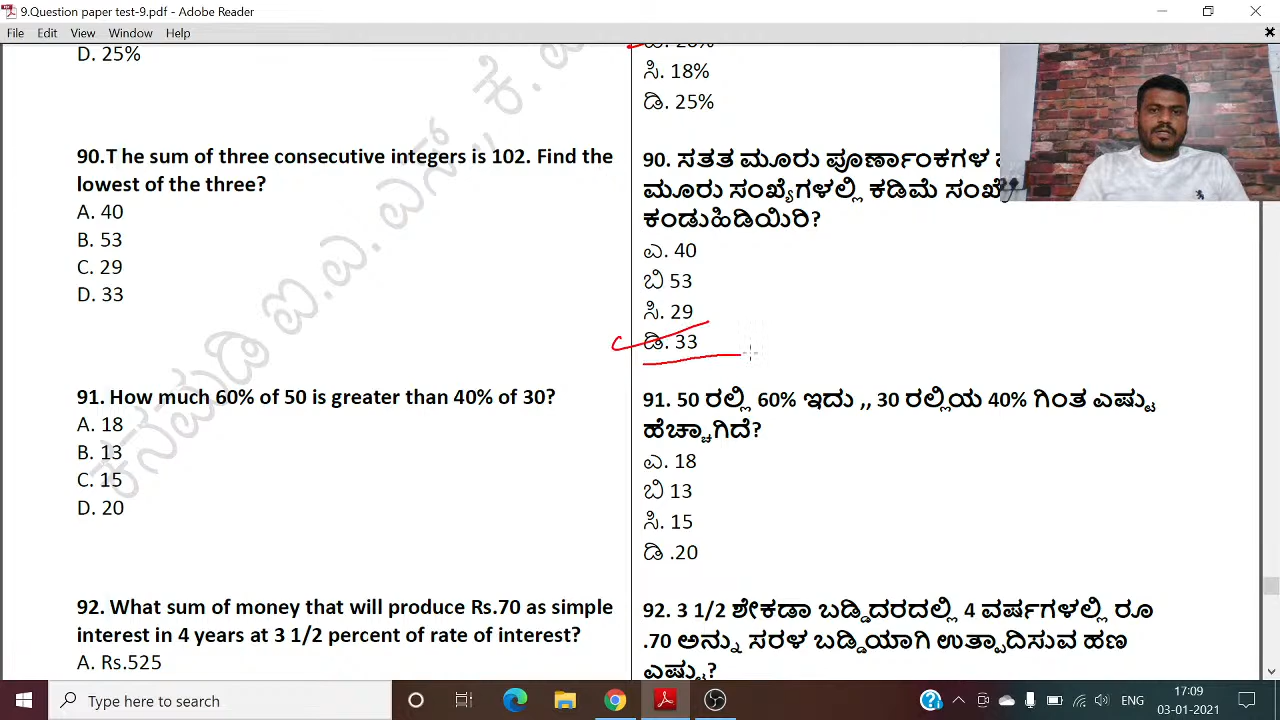 9.Question paper test-9.pdf - Adobe Reader
File Edit View Window Help
D. 25%
90.T he sum of three consecutive integers is 102. Find the
lowest of the three?
A. 40
B. 53
C. 29
D. 33
91. How much 60% of 50 is greater than 40% of 30?
A. 18
B. 13
C. 15
D. 20
92. What sum of money that will produce Rs.70 as simple
interest in 4 years at 3 1/2 percent of rate of interest?
A. Rs.525
ಸಿ. 18%
ಡಿ. 25%
90. ಸತತ ಮೂರು ಪೂರ್ಣಾಂಕಗಳ
ಮೂರು ಸಂಖ್ಯೆಗಳಲ್ಲಿ ಕಡಿಮೆ
ಕಂಡುಹಿಡಿಯಿರಿ?
ಎ. 40
ಬಿ 53
ಸಿ. 29
ಡಿ. 33
91. 50 ರಲ್ಲಿ 60% ಇದು ,, 30 ರಲ್ಲಿಯ 40% ಗಿಂತ ಎಷ್ಟು
ಹೆಚ್ಚಾಗಿದೆ?
ಎ. 18
ಬಿ 13
ಸಿ. 15
ಡಿ .20
92. 3 1/2 ಶೇಕಡಾ ಬಡ್ಡಿದರದಲ್ಲಿ 4 ವರ್ಷಗಳಲ್ಲಿ ರೂ
.70 ಅನ್ನು ಸರಳ ಬಡ್ಡಿಯಾಗಿ ಉತ್ಪಾದಿಸುವ ಹಣ
ಎಷ್ಟು?
Type here to search
ENG
17:09
03-01-2021